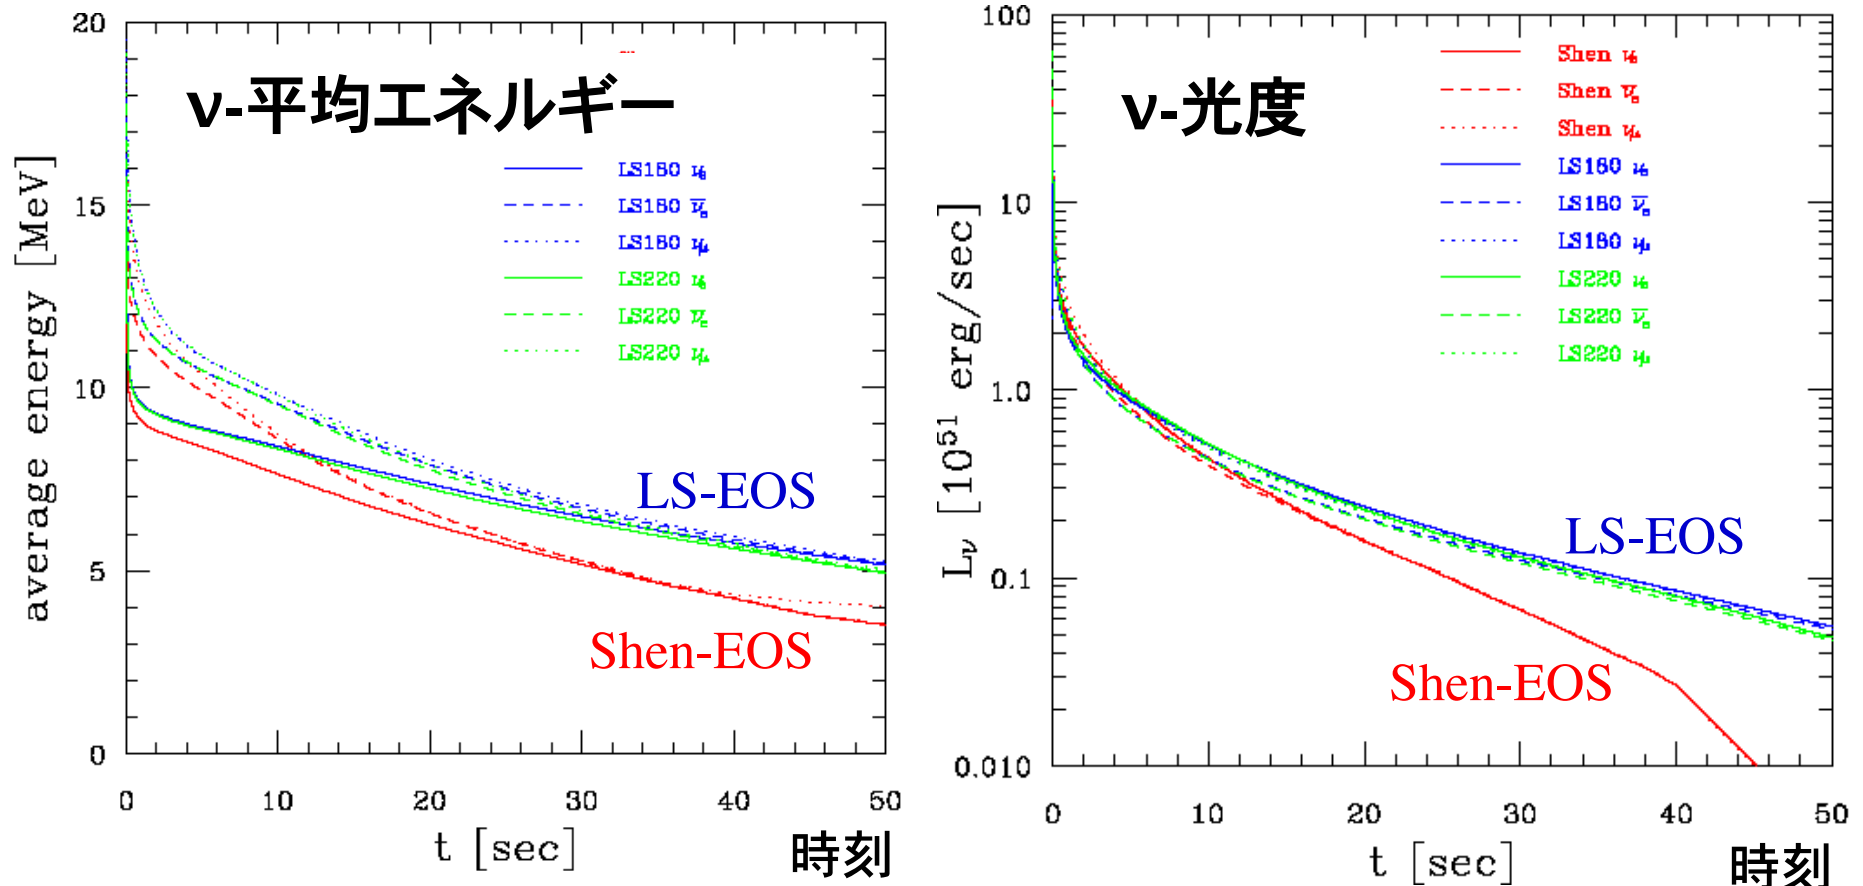 ν-平均エネルギー
average energy [MeV]
20
15
10
5
0
LS180 νe
LS180 ν̅e
LS180 νμ
LS220 νe
LS220 ν̅e
LS220 νμ
LS-EOS
Shen-EOS
0 10 20 30 40 50
t [sec]
時刻
ν-光度
Lν [10^51 erg/sec]
100
10
1.0
0.1
0.010
Shen νe
Shen ν̅e
Shen νμ
LS180 νe
LS180 ν̅e
LS180 νμ
LS220 νe
LS220 ν̅e
LS220 νμ
LS-EOS
Shen-EOS
0 10 20 30 40 50
t [sec]
時刻